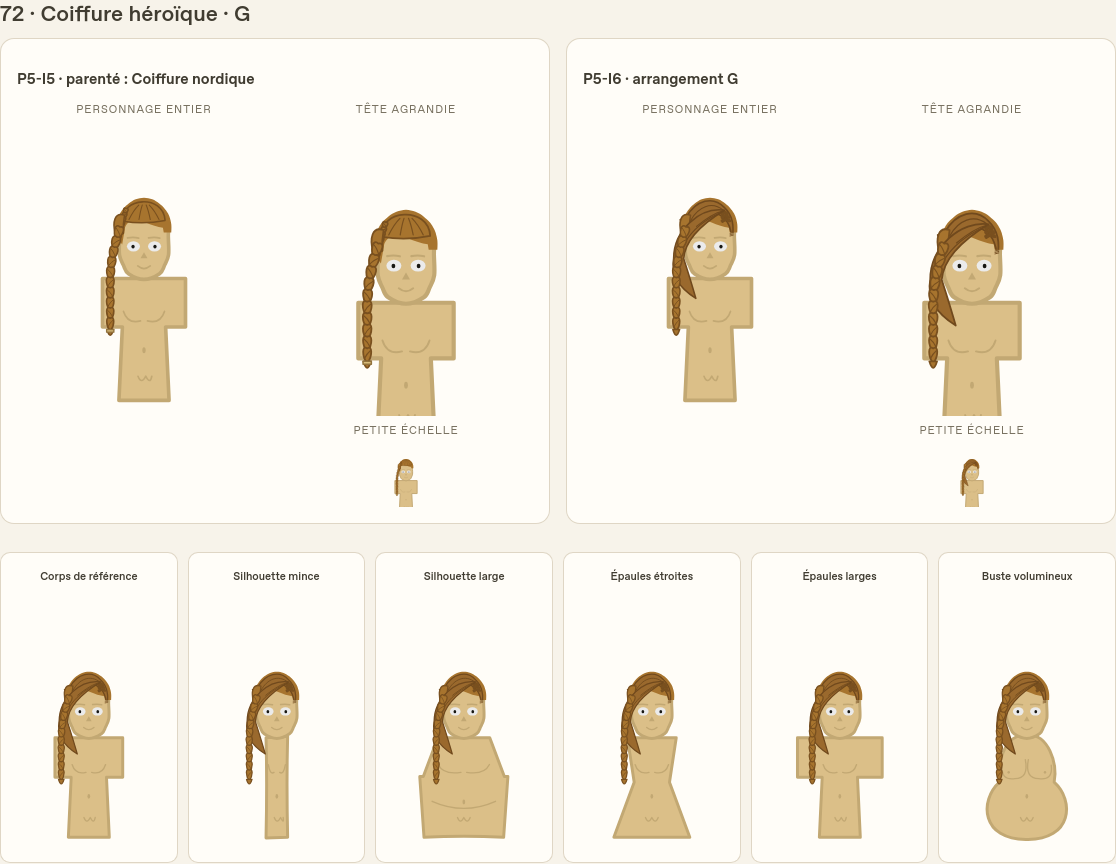 72 · Coiffure héroïque · G
P5-I5 · parenté : Coiffure nordique
PERSONNAGE ENTIER
TÊTE AGRANDIE
PETITE ÉCHELLE
P5-I6 · arrangement G
PERSONNAGE ENTIER
TÊTE AGRANDIE
PETITE ÉCHELLE
Corps de référence
Silhouette mince
Silhouette large
Épaules étroites
Épaules larges
Buste volumineux